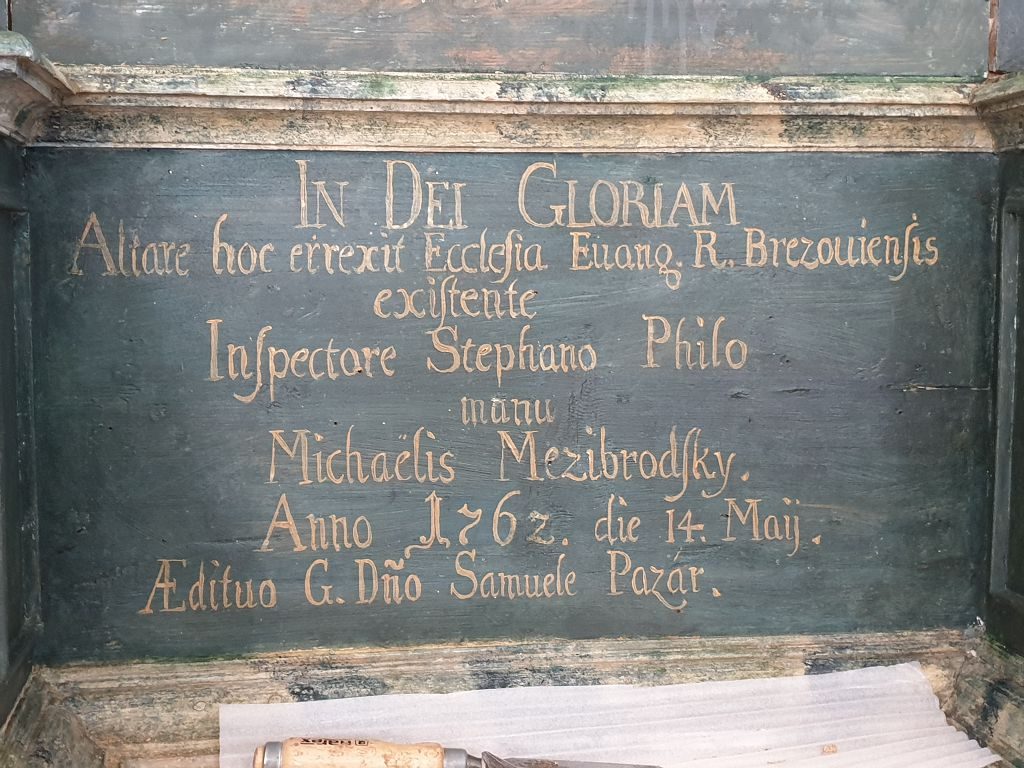 IN DEI GLORIAM
Altare hoc errexit Eccleſia Euang. R. Brezouienſis
exiſtente
Inſpectore Stephano Philo
manu
Michaëlis Mezibrodſky.
Anno 1762. die 14. Maij.
Ædituo G. Dño Samuele Pazár.